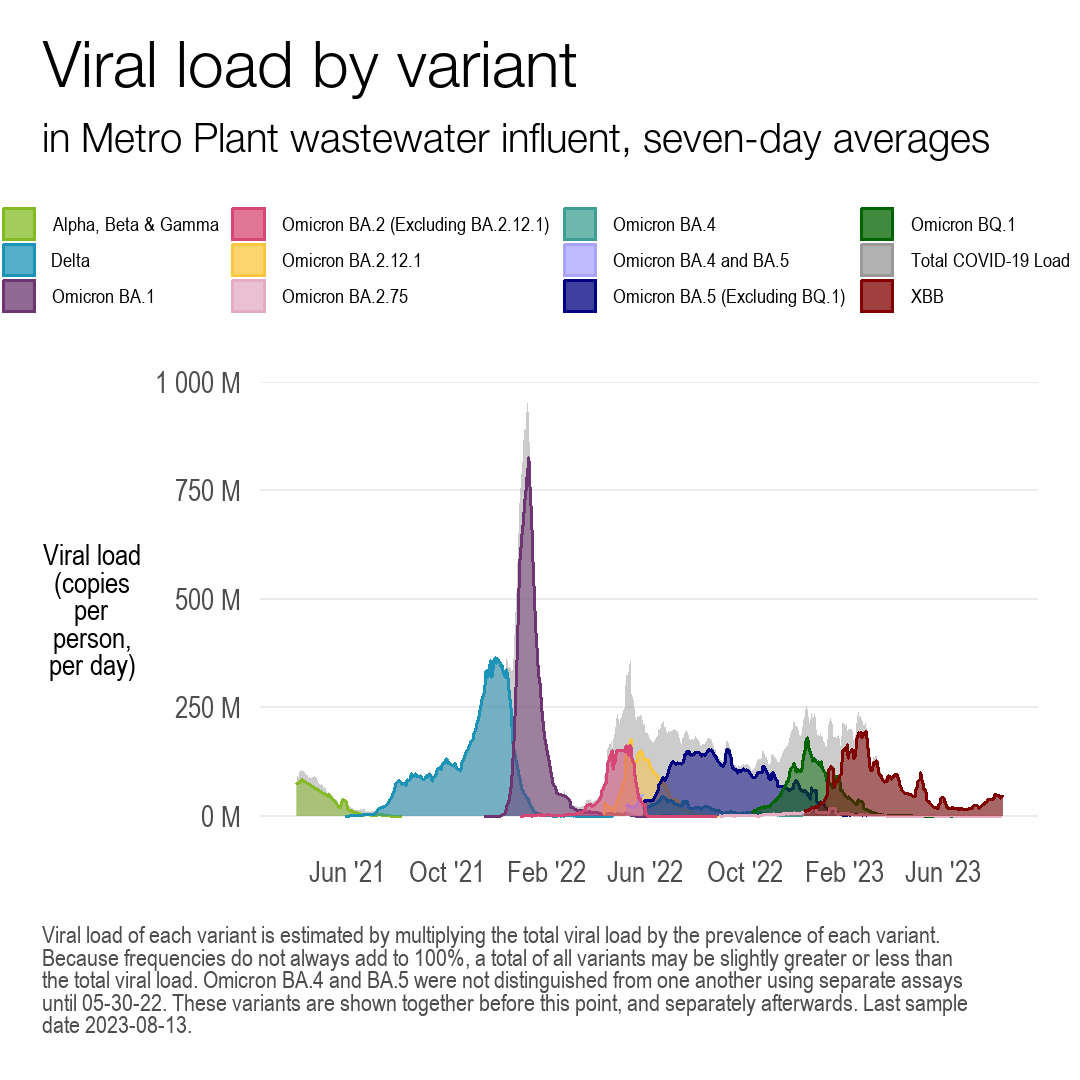 Viral load by variant
in Metro Plant wastewater influent, seven-day averages
Alpha, Beta & Gamma
Omicron BA.2 (Excluding BA.2.12.1)
Omicron BA.4
Omicron BQ.1
Delta
Omicron BA.2.12.1
Omicron BA.4 and BA.5
Total COVID-19 Load
Omicron BA.1
Omicron BA.2.75
Omicron BA.5 (Excluding BQ.1)
XBB
1 000 M
750 M
500 M
250 M
0 M
Viral load
(copies
per
person,
per day)
Jun '21
Oct '21
Feb '22
Jun '22
Oct '22
Feb '23
Jun '23
Viral load of each variant is estimated by multiplying the total viral load by the prevalence of each variant.
Because frequencies do not always add to 100%, a total of all variants may be slightly greater or less than
the total viral load. Omicron BA.4 and BA.5 were not distinguished from one another using separate assays
until 05-30-22. These variants are shown together before this point, and separately afterwards. Last sample
date 2023-08-13.